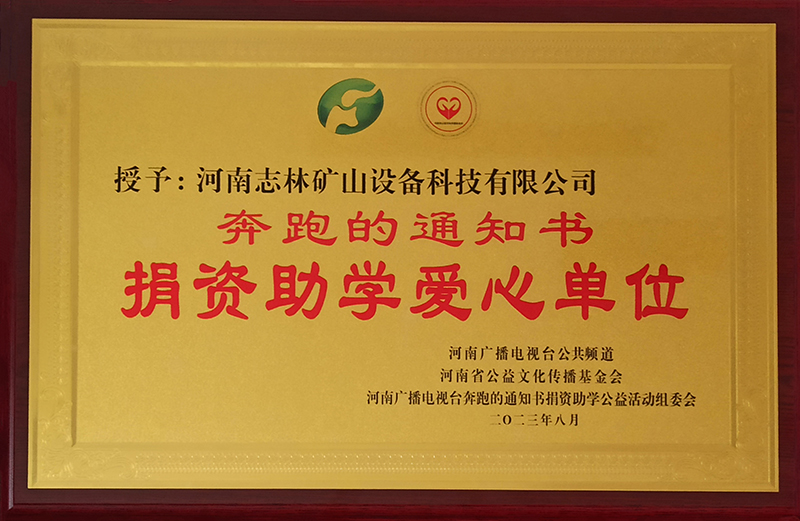 授予：河南志林矿山设备科技有限公司
奔跑的通知书
捐资助学爱心单位
河南广播电视台公共频道
河南省公益文化传播基金会
河南广播电视台奔跑的通知书捐资助学公益活动组委会
二〇二三年八月